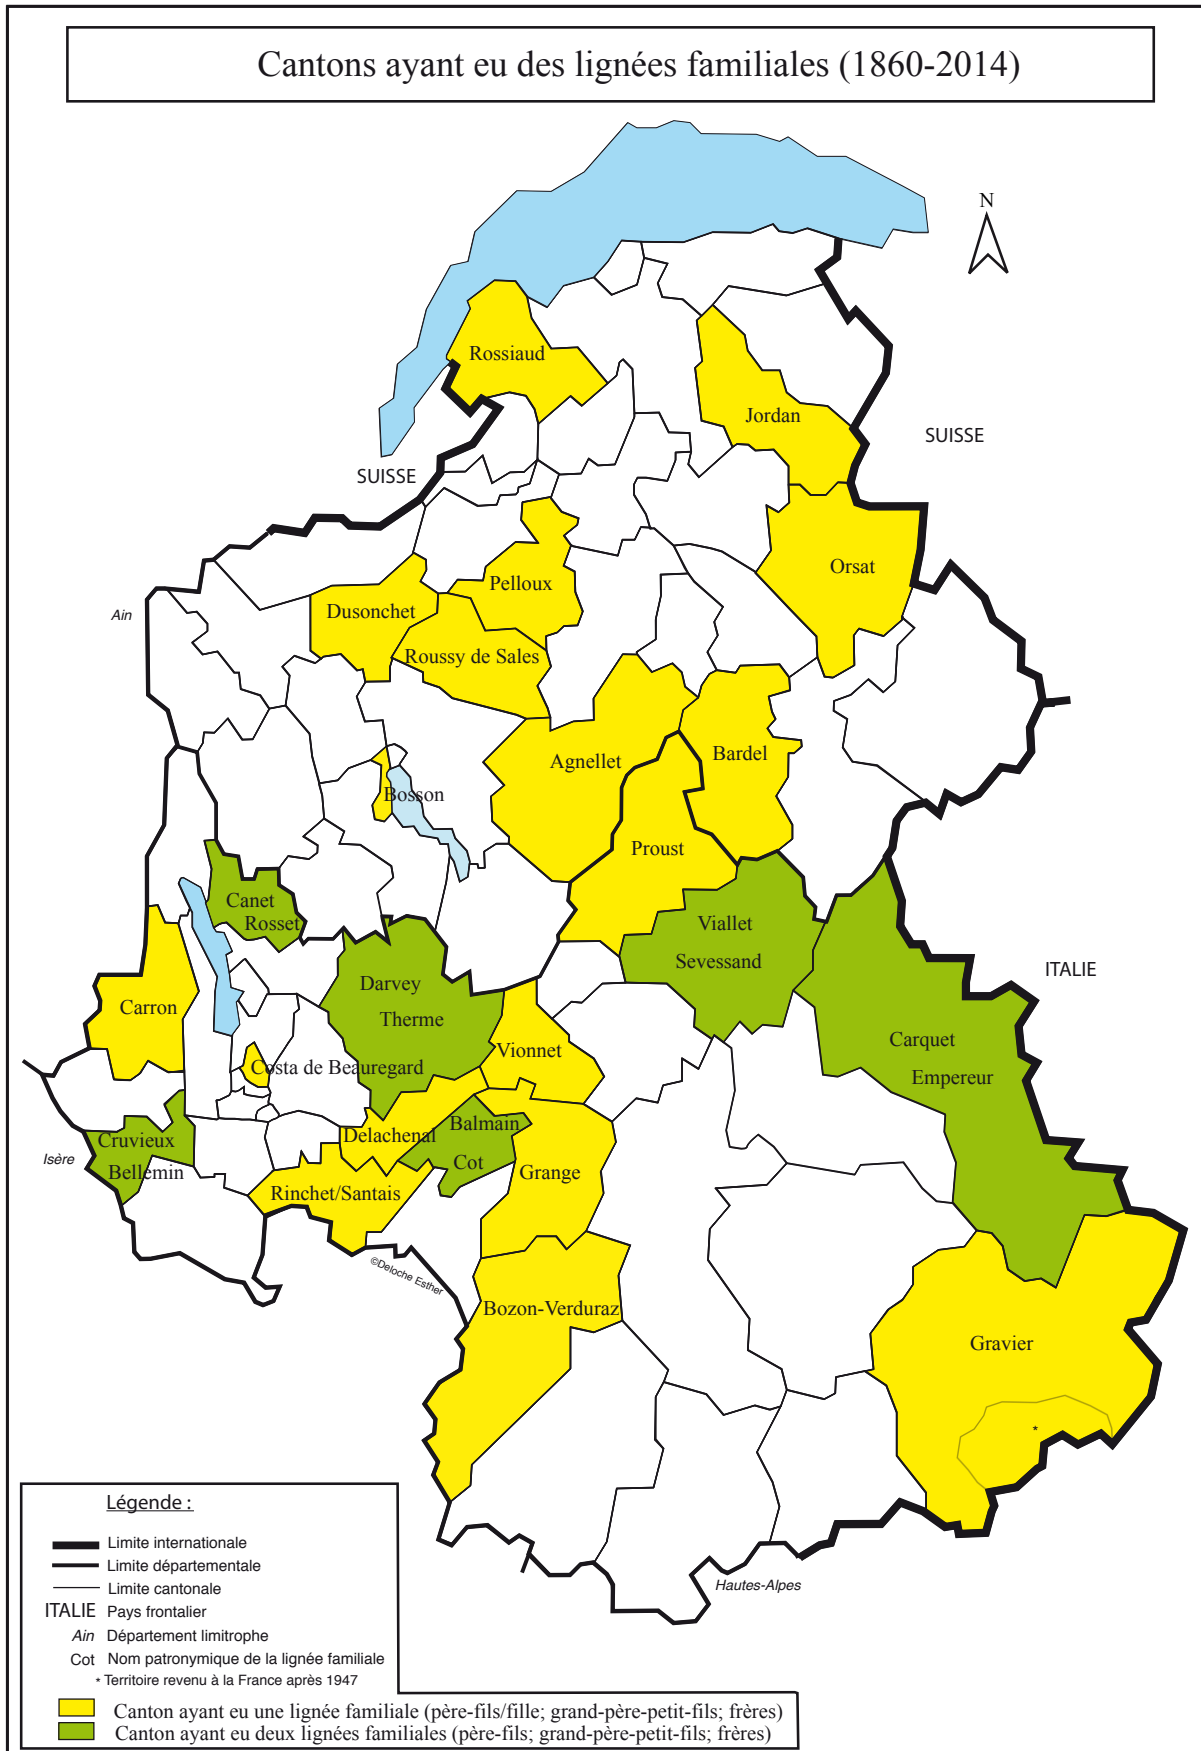 Cantons ayant eu des lignées familiales (1860-2014)
N
Rossiaud
Jordan
SUISSE
SUISSE
Orsat
Pelloux
Dusonchet
Ain
Roussy de Sales
Agnellet
Bardel
Bosson
Proust
Canet
Rosset
Viallet
Sevessand
ITALIE
Darvey
Carron
Therme
Carquet
Vionnet
Costa de Beauregard
Empereur
Balmain
Delachenal
Cruvieux
Isère
Cot
Bellemin
Grange
Rinchet/Santais
©Deloche Esther
Bozon-Verduraz
Gravier
*
Hautes-Alpes
Légende :
Limite internationale
Limite départementale
Limite cantonale
ITALIE Pays frontalier
Ain Département limitrophe
Cot Nom patronymique de la lignée familiale
* Territoire revenu à la France après 1947
Canton ayant eu une lignée familiale (père-fils/fille; grand-père-petit-fils; frères)
Canton ayant eu deux lignées familiales (père-fils; grand-père-petit-fils; frères)